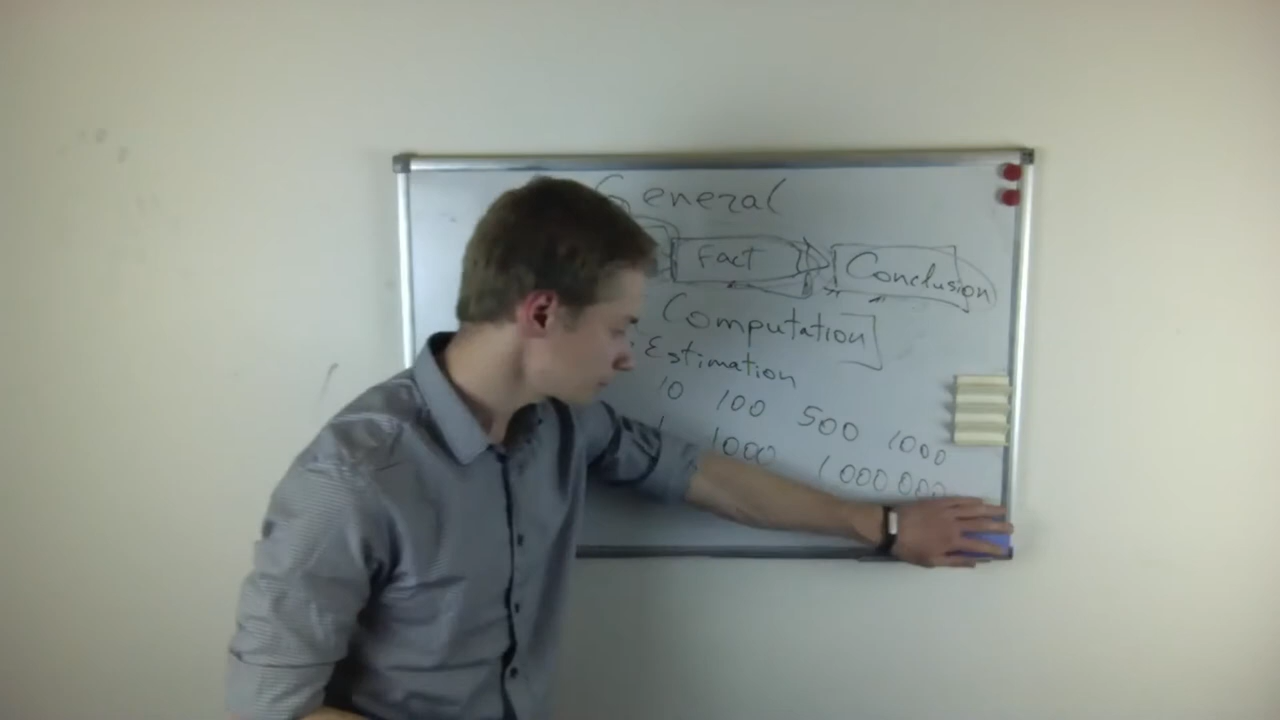 General
Fact Conclusion
Computation
Estimation
10 100 500 1000
1000 1 000 000